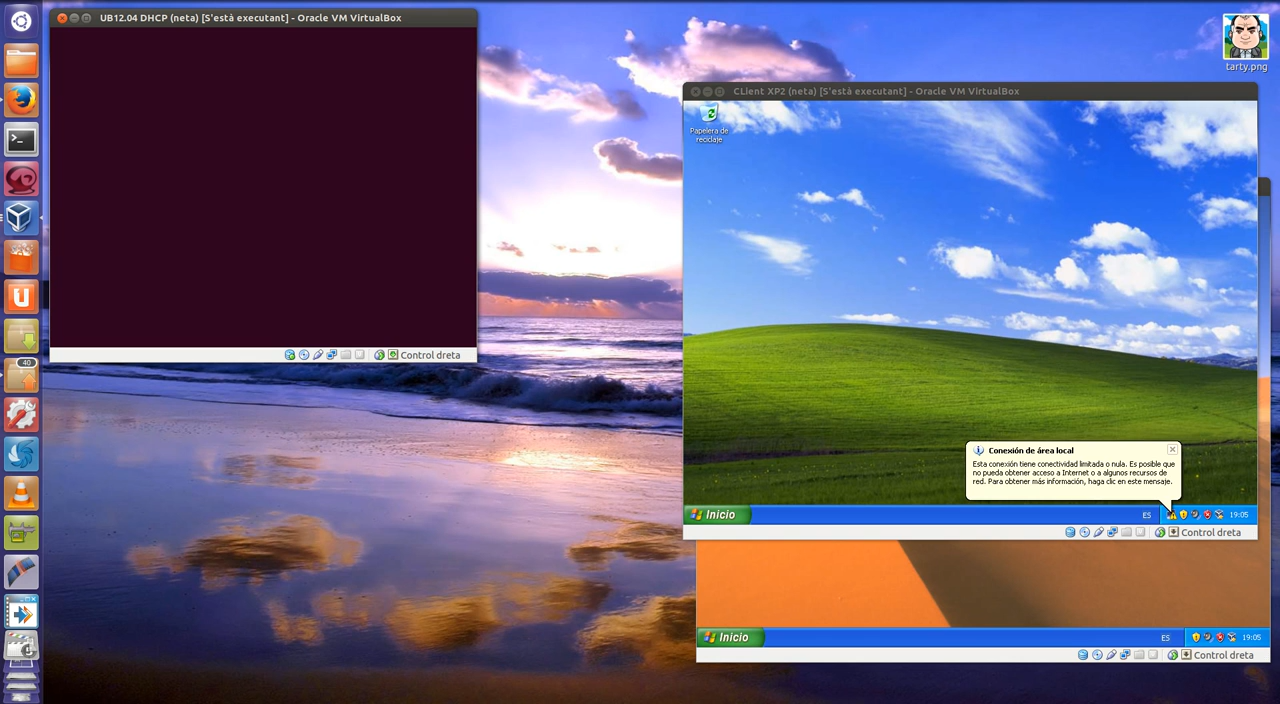 UB12.04 DHCP (neta) [S'està executant] - Oracle VM VirtualBox
Control dreta
tarty.png
CLient XP2 (neta) [S'està executant] - Oracle VM VirtualBox
Papelera de
reciclaje
Conexión de área local
Esta conexión tiene conectividad limitada o nula. Es posible que
no pueda obtener acceso a Internet o a algunos recursos de
red. Para obtener más información, haga clic en este mensaje.
Inicio
ES
19:05
Control dreta
Inicio
ES
19:05
Control dreta
U
40